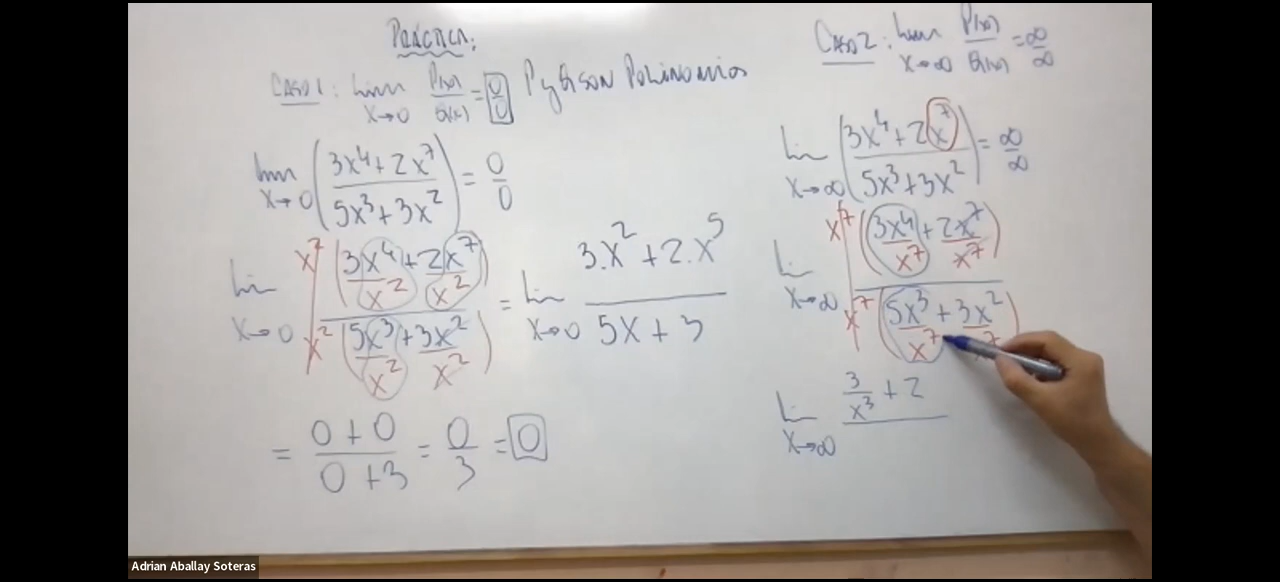 PRÁCTICA:
CASO 1: lim x→0 P(x)/Q(x) = 0/0 P y Q son Polinomios
lim x→0 (3x⁴+2x⁷ / 5x³+3x²) = 0/0
lim x→0 x²(3x⁴/x² + 2x⁷/x²) / x²(5x³/x² + 3x²/x²) = lim x→0 3.x²+2.x⁵ / 5x+3
= 0+0 / 0+3 = 0/3 = 0
CASO 2: lim x→∞ P(x)/Q(x) = ∞/∞
lim x→∞ (3x⁴+2x⁷ / 5x³+3x²) = ∞/∞
lim x→∞ x⁷(3x⁴/x⁷ + 2x⁷/x⁷) / x⁷(5x³/x⁷ + 3x²/x⁷)
lim x→∞ 3/x³ + 2
Adrian Aballay Soteras